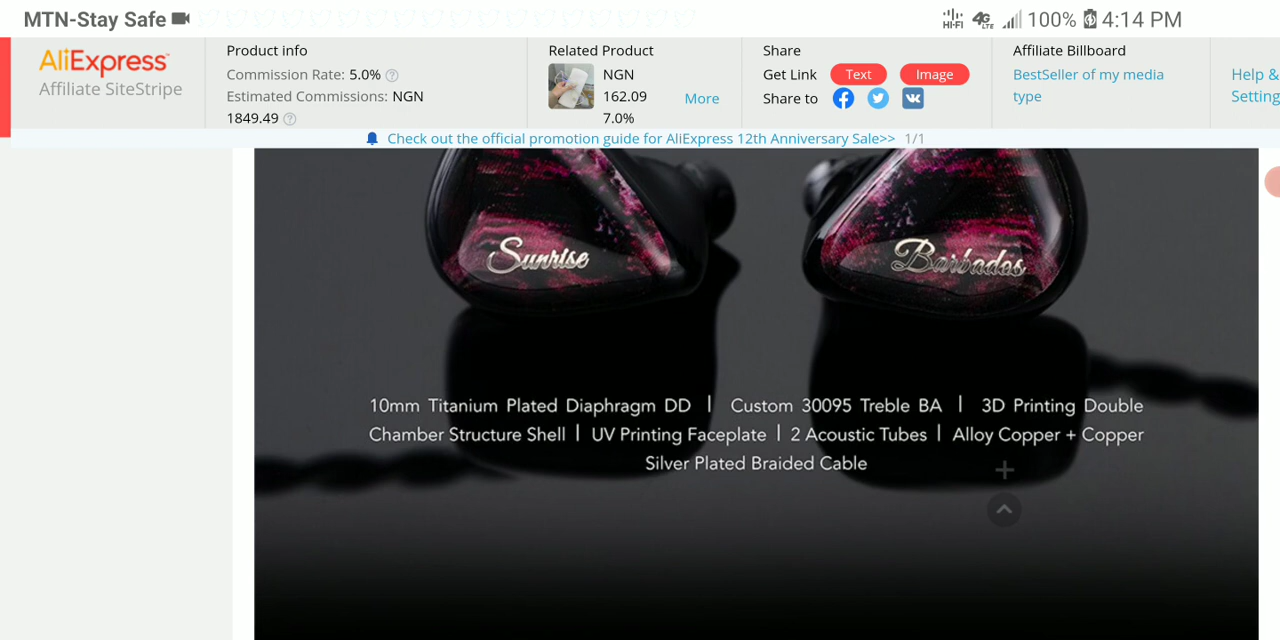 MTN-Stay Safe
HI-FI 4G LTE 100% 4:14 PM
AliExpress
Affiliate SiteStripe
Product info
Commission Rate: 5.0%
Estimated Commissions: NGN
1849.49
Related Product
NGN
162.09
7.0%
More
Share
Get Link Text Image
Share to
Affiliate Billboard
BestSeller of my media
type
Help &
Setting
Check out the official promotion guide for AliExpress 12th Anniversary Sale>> 1/1
Sunrise
Barbados
10mm Titanium Plated Diaphragm DD | Custom 30095 Treble BA | 3D Printing Double
Chamber Structure Shell | UV Printing Faceplate | 2 Acoustic Tubes | Alloy Copper + Copper
Silver Plated Braided Cable